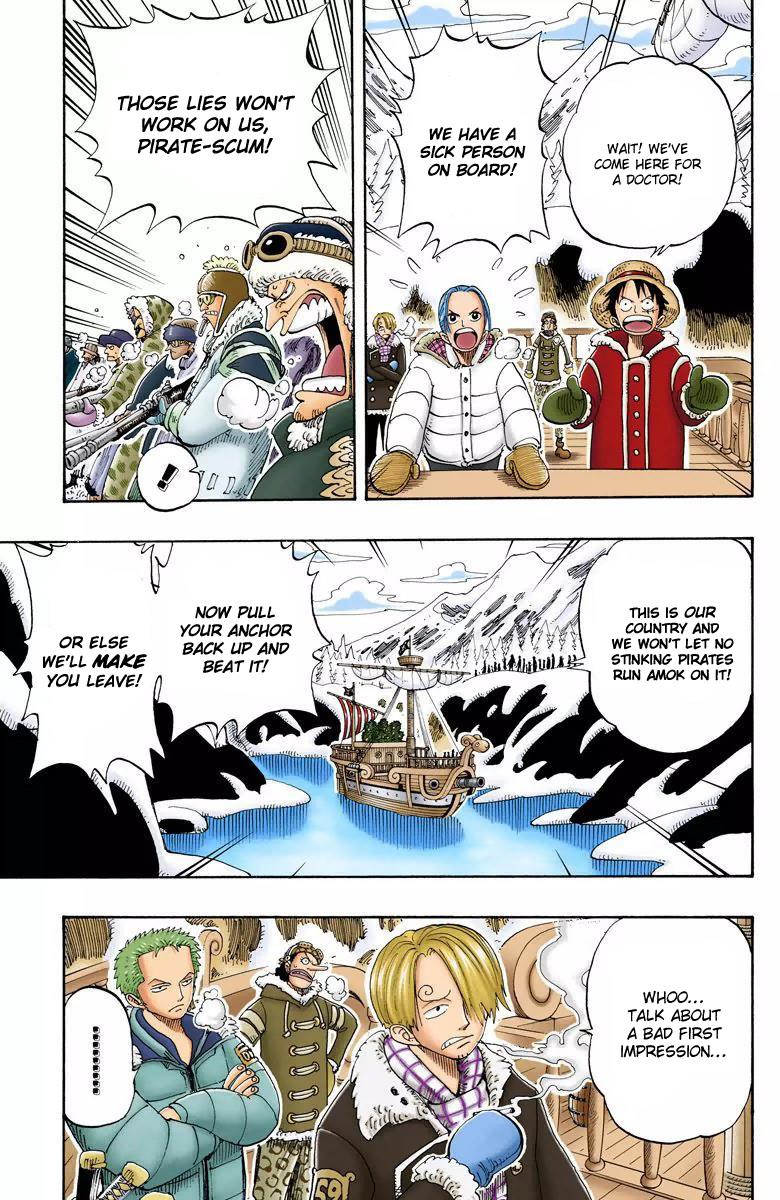 WAIT! WE'VE
COME HERE FOR
A DOCTOR!
WE HAVE A
SICK PERSON
ON BOARD!
THOSE LIES WON'T
WORK ON US,
PIRATE-SCUM!
!
THIS IS OUR
COUNTRY AND
WE WON'T LET NO
STINKING PIRATES
RUN AMOK ON IT!
NOW PULL
YOUR ANCHOR
BACK UP AND
BEAT IT!
OR ELSE
WE'LL MAKE
YOU LEAVE!
WHOO...
TALK ABOUT
A BAD FIRST
IMPRESSION...